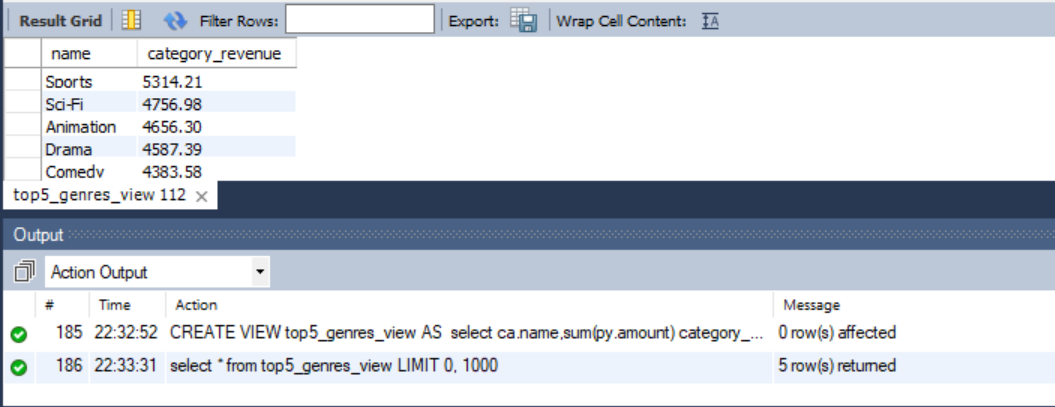 Result Grid Filter Rows: Export: Wrap Cell Content: IA
name category_revenue
Sports 5314.21
Sci-Fi 4756.98
Animation 4656.30
Drama 4587.39
Comedy 4383.58
top5_genres_view 112 ×
Output
Action Output
# Time Action Message
185 22:32:52 CREATE VIEW top5_genres_view AS select ca.name,sum(py.amount) category_... 0 row(s) affected
186 22:33:31 select * from top5_genres_view LIMIT 0, 1000 5 row(s) returned